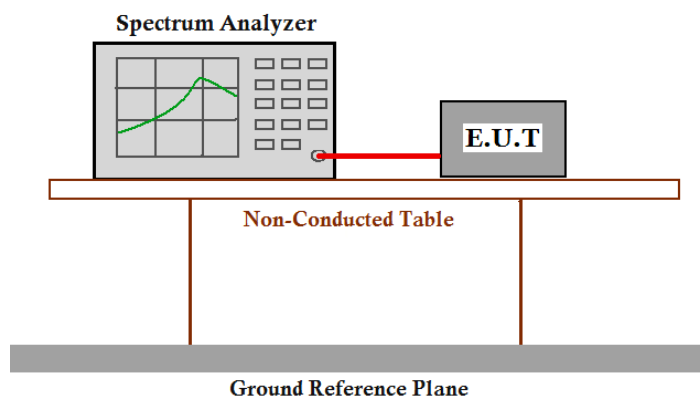 Spectrum Analyzer
E.U.T
Non-Conducted Table
Ground Reference Plane